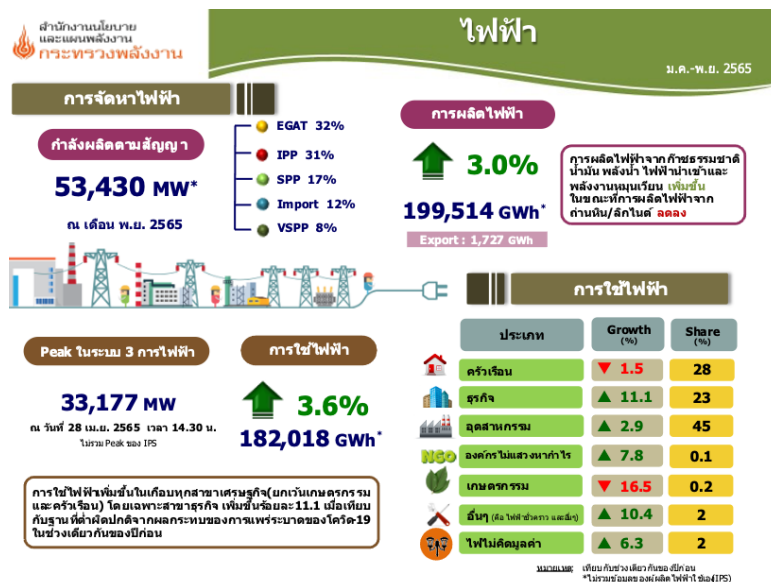 สำนักงานนโยบาย
และแผนพลังงาน
กระทรวงพลังงาน
ไฟฟ้า
ม.ค.-พ.ย. 2565
การจัดหาไฟฟ้า
กำลังผลิตตามสัญญา
53,430 MW*
ณ เดือน พ.ย. 2565
EGAT 32%
IPP 31%
SPP 17%
Import 12%
VSPP 8%
การผลิตไฟฟ้า
3.0%
199,514 GWh*
Export : 1,727 GWh
การผลิตไฟฟ้าจากก๊าซธรรมชาติ
น้ำมัน พลังน้ำ ไฟฟ้านำเข้าและ
พลังงานหมุนเวียน เพิ่มขึ้น
ในขณะที่การผลิตไฟฟ้าจาก
ถ่านหิน/ลิกไนต์ ลดลง
Peak ในระบบ 3 การไฟฟ้า
33,177 MW
ณ วันที่ 28 เม.ย. 2565 เวลา 14.30 น.
ไม่รวม Peak ของ IPS
การใช้ไฟฟ้า
3.6%
182,018 GWh*
การใช้ไฟฟ้าเพิ่มขึ้นในเกือบทุกสาขาเศรษฐกิจ(ยกเว้นเกษตรกรรม
และครัวเรือน) โดยเฉพาะสาขาธุรกิจ เพิ่มขึ้นร้อยละ 11.1 เมื่อเทียบ
กับฐานที่ต่ำผิดปกติจากผลกระทบของการแพร่ระบาดของโควิด-19
ในช่วงเดียวกันของปีก่อน
การใช้ไฟฟ้า
ประเภท Growth (%) Share (%)
ครัวเรือน ▼ 1.5 28
ธุรกิจ ▲ 11.1 23
อุตสาหกรรม ▲ 2.9 45
NGO องค์กรไม่แสวงหากำไร ▲ 7.8 0.1
เกษตรกรรม ▼ 16.5 0.2
อื่นๆ (คือ ไฟฟ้าชั่วคราว และอื่นๆ) ▲ 10.4 2
ไฟไม่คิดมูลค่า ▲ 6.3 2
หมายเหตุ: เทียบกับช่วงเดียวกันของปีก่อน
*ไม่รวมข้อมูลของผู้ผลิตไฟฟ้าใช้เอง(IPS)